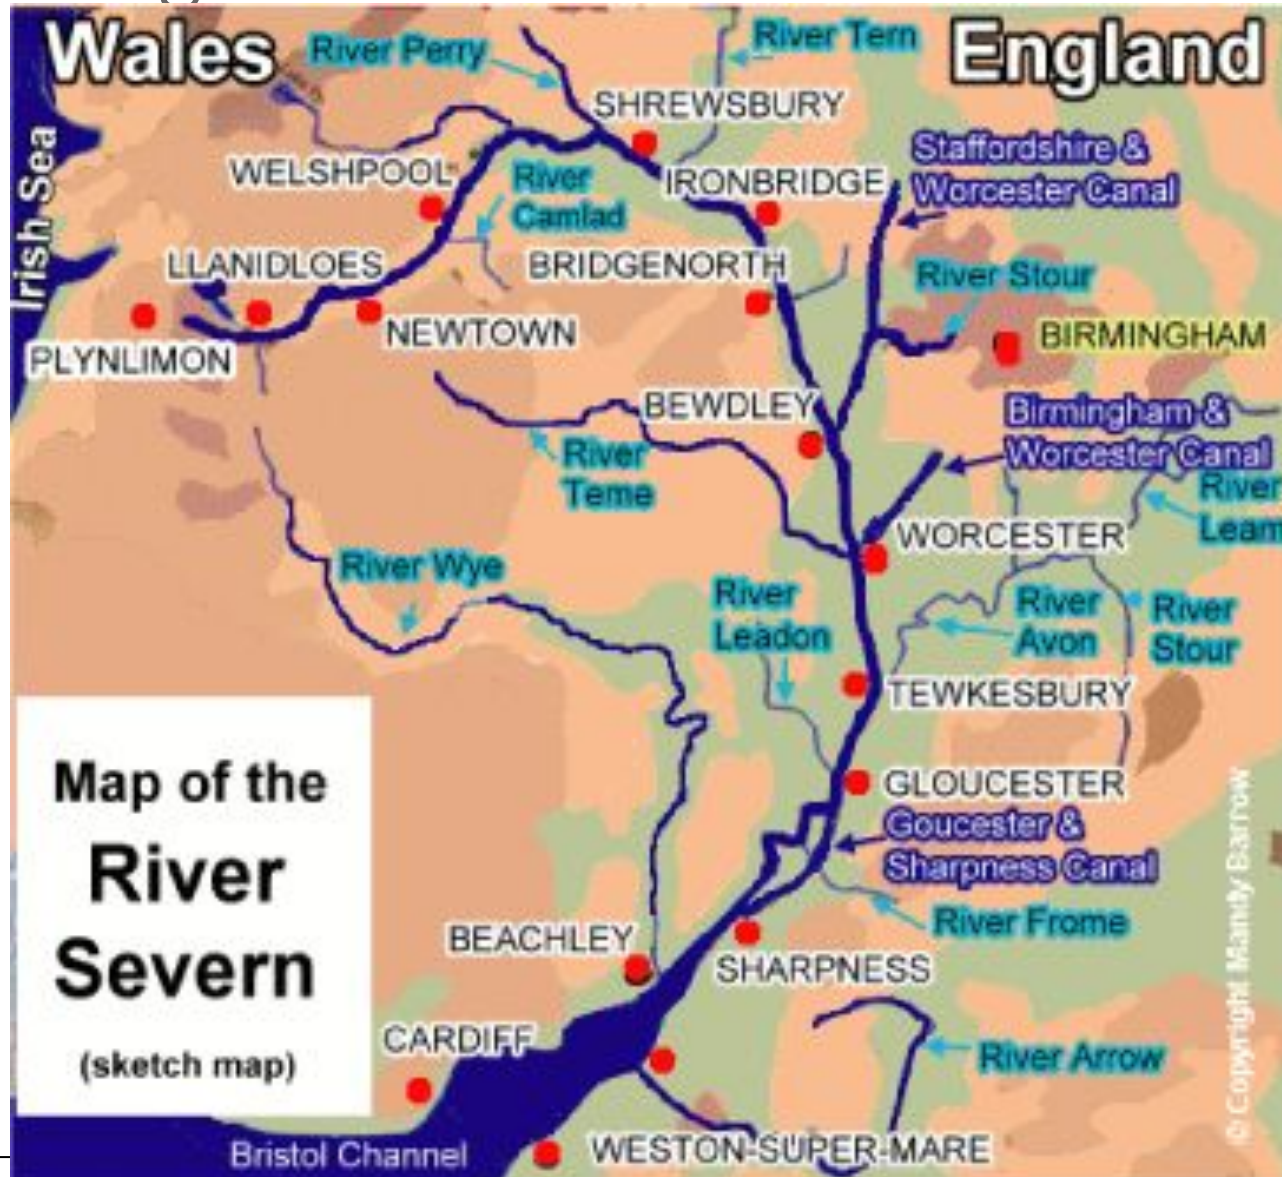 Wales
England
River Perry
River Tern
SHREWSBURY
Staffordshire &
Worcester Canal
Irish Sea
WELSHPOOL
River
Camlad
IRONBRIDGE
LLANIDLOES
BRIDGENORTH
River Stour
PLYNLIMON
NEWTOWN
BIRMINGHAM
BEWDLEY
Birmingham &
Worcester Canal
River
Teme
River
Leam
WORCESTER
River Wye
River
Leadon
River
Avon
River
Stour
TEWKESBURY
Map of the
River
Severn
(sketch map)
GLOUCESTER
Goucester &
Sharpness Canal
River Frome
BEACHLEY
SHARPNESS
CARDIFF
River Arrow
Bristol Channel
WESTON-SUPER-MARE
© Copyright Mandy Barrow